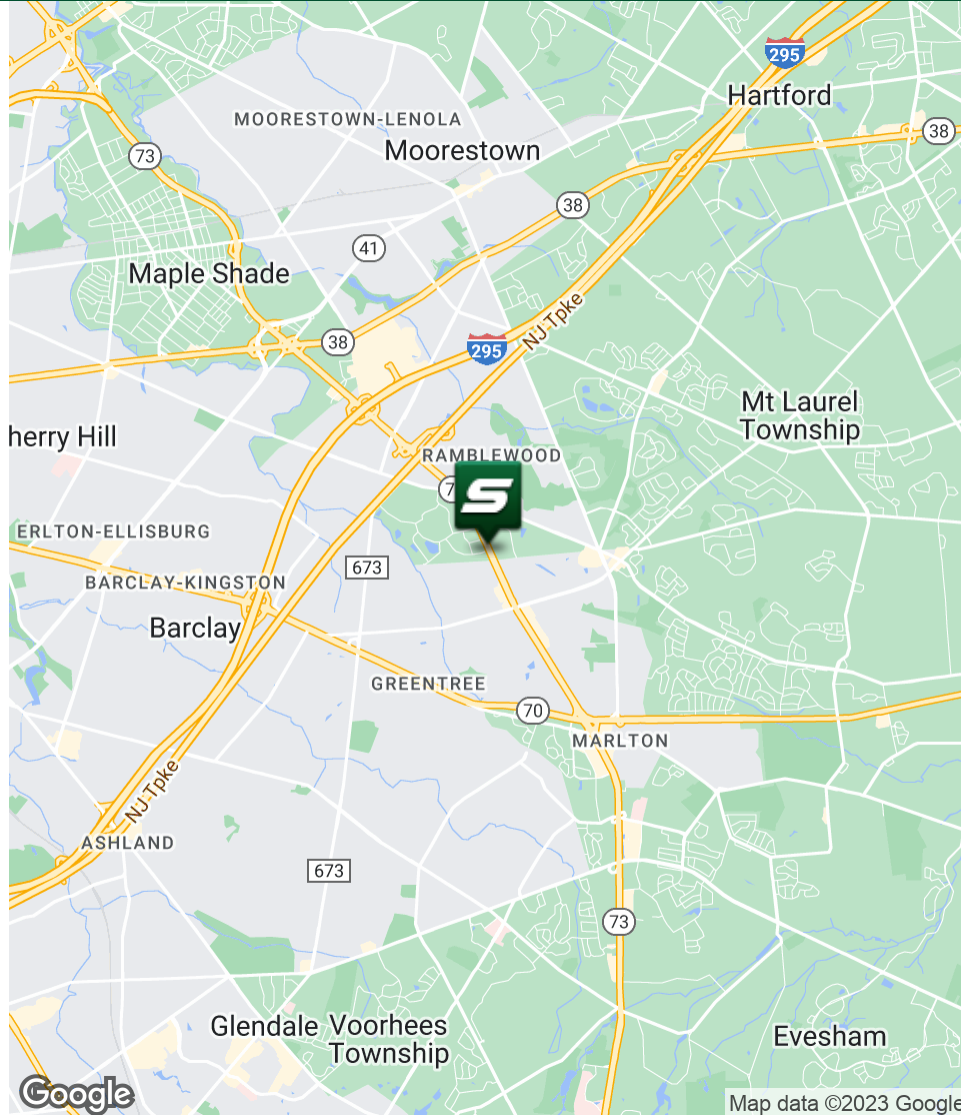 295
Hartford
MOORESTOWN-LENOLA
38
Moorestown
73
38
41
Maple Shade
NJ Tpke
38
295
Mt Laurel
Township
herry Hill
RAMBLEWOOD
7
S
ERLTON-ELLISBURG
673
BARCLAY-KINGSTON
Barclay
GREENTREE
70
MARLTON
NJ Tpke
ASHLAND
673
73
Glendale
Voorhees
Township
Evesham
Google
Map data ©2023 Google